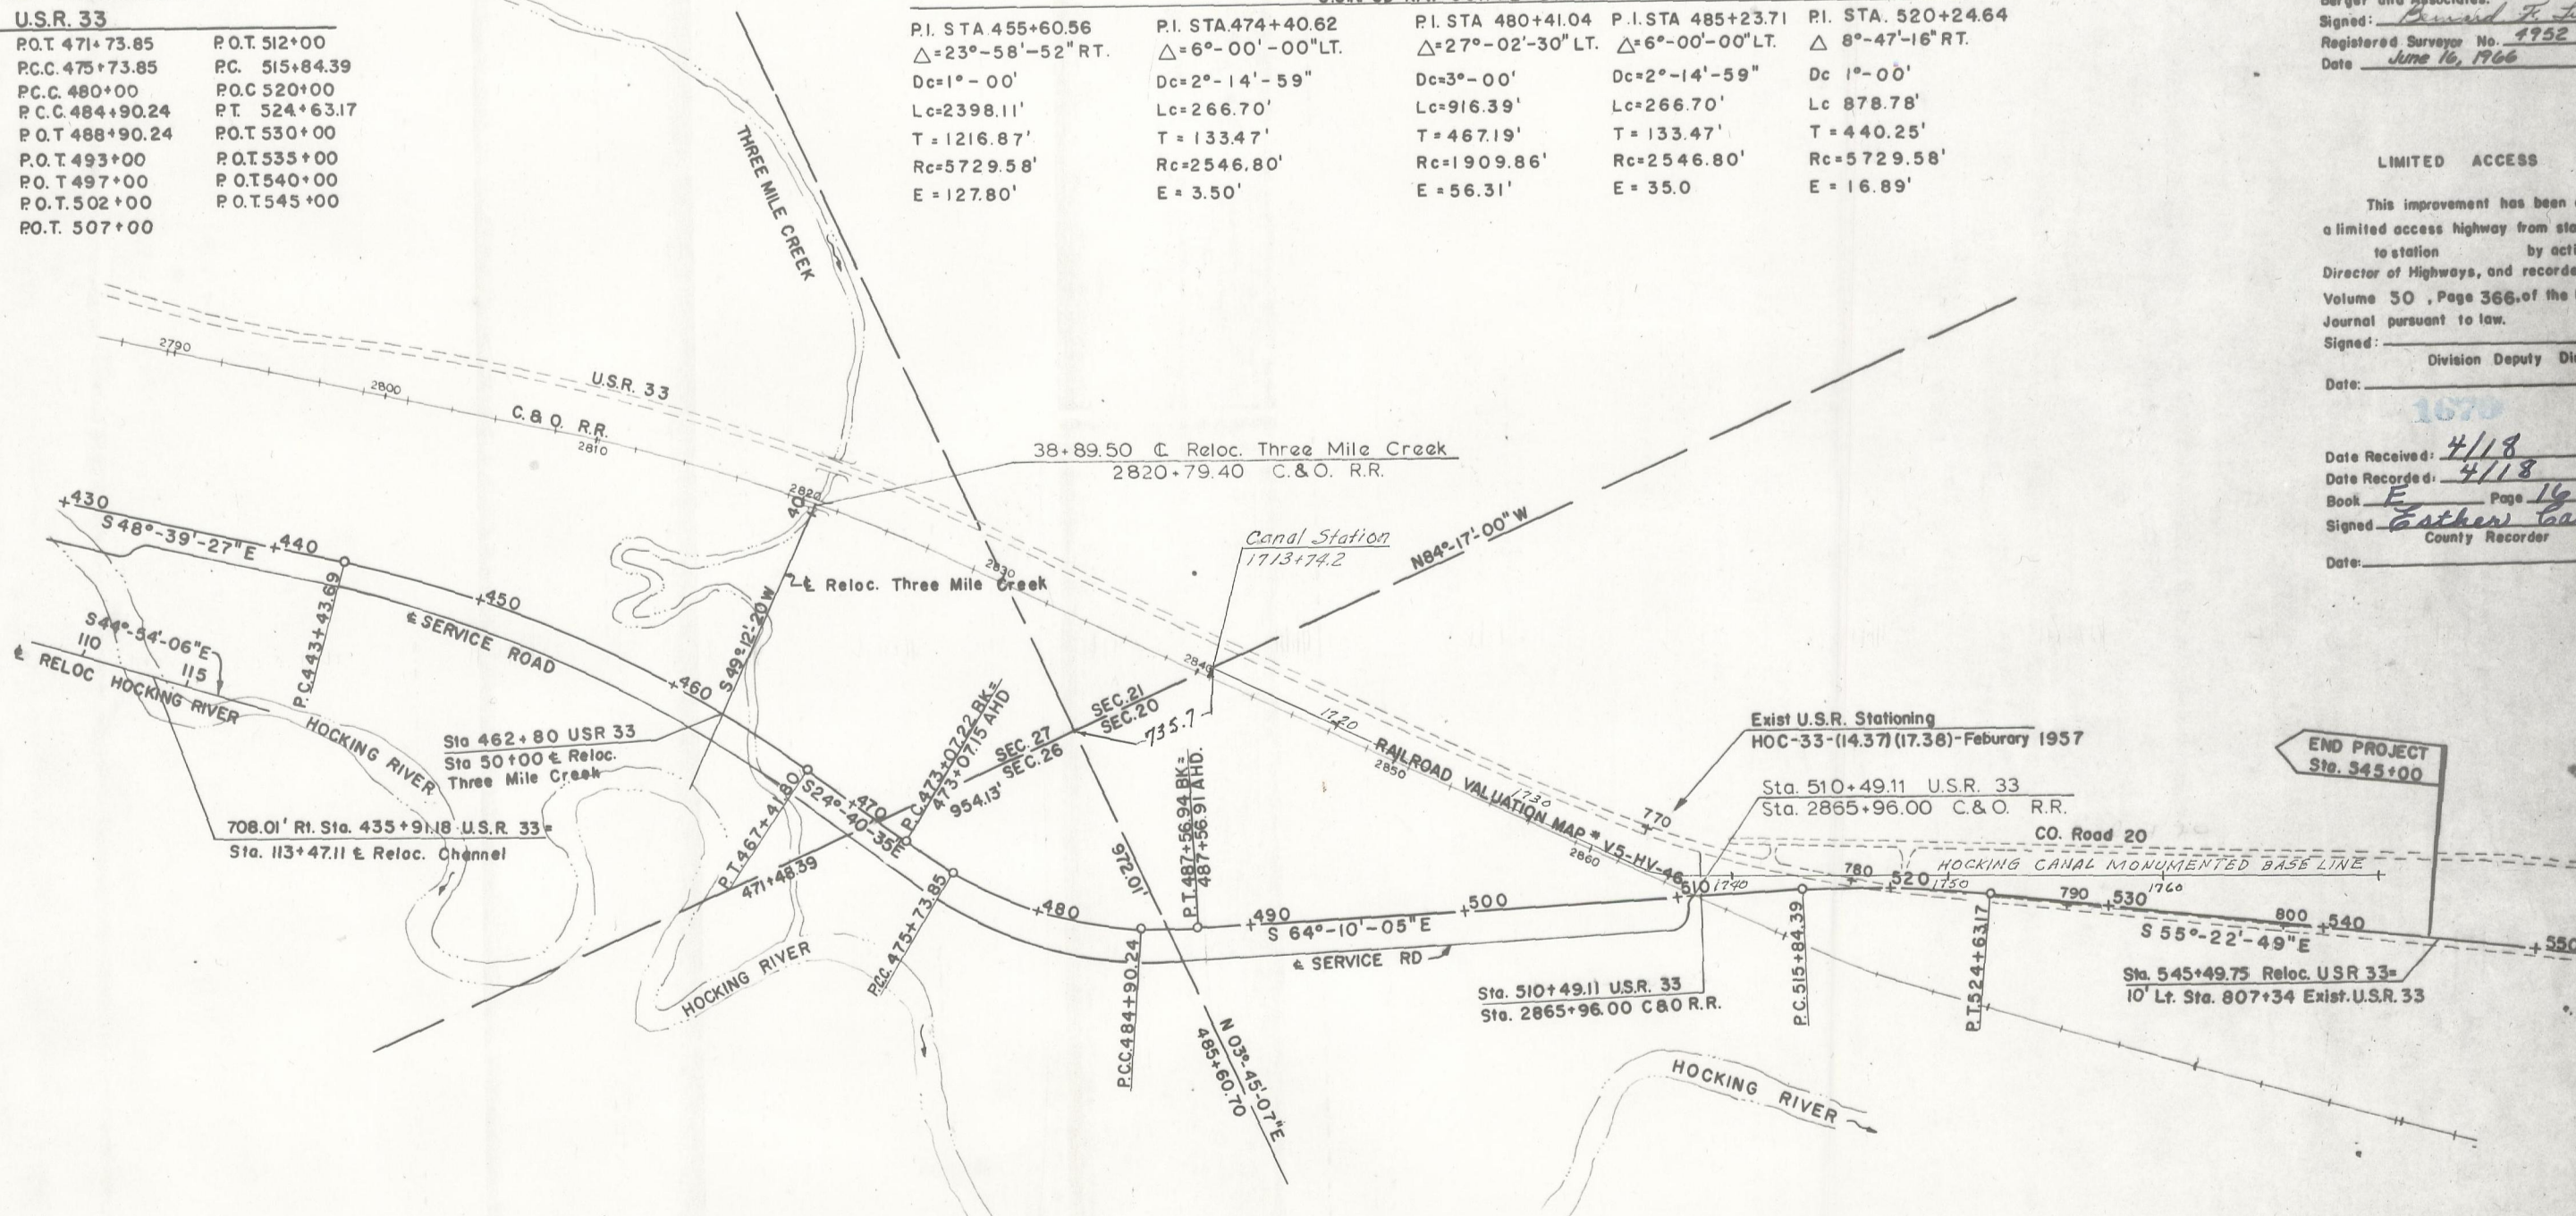 U.S.R. 33
P.O.T. 471+73.85
P.C.C. 475+73.85
P.C.C. 480+00
P.C.C. 484+90.24
P.O.T 488+90.24
P.O.T. 493+00
P.O. T 497+00
P.O.T. 502+00
P.O.T. 507+00
P.O.T. 512+00
P.C. 515+84.39
P.O.C 520+00
P.T. 524+63.17
P.O.T. 530+00
P.O.T. 535+00
P.O.T. 540+00
P.O.T. 545+00
P.I. STA 455+60.56
△=23°-58'-52" RT.
Dc=1°-00'
Lc=2398.11'
T = 1216.87'
Rc=5729.58'
E = 127.80'
P.I. STA.474+40.62
△=6°-00'-00"LT.
Dc=2°-14'-59"
Lc=266.70'
T = 133.47'
Rc=2546.80'
E = 3.50'
P.I. STA 480+41.04
△=27°-02'-30" LT.
Dc=3°-00'
Lc=916.39'
T = 467.19'
Rc=1909.86'
E = 56.31'
P.I.STA 485+23.71
△=6°-00'-00"LT.
Dc=2°-14'-59"
Lc=266.70'
T = 133.47'
Rc=2546.80'
E = 35.0
P.I. STA. 520+24.64
△ 8°-47'-16" RT.
Dc 1°-00'
Lc 878.78'
T = 440.25'
Rc=5729.58'
E = 16.89'
Signed:
Registered Surveyor No. 4952
Date June 16, 1966
LIMITED ACCESS
This improvement has been
a limited access highway from sta
to station by acti
Director of Highways, and recorde
Volume 50 , Page 366, of the
Journal pursuant to law.
Signed:
Division Deputy Di
Date:
1679
Date Received: 4/18
Date Recorded: 4/18
Book E Page 16
Signed Esther Ca
County Recorder
Date:
THREE MILE CREEK
2790
2800
U.S.R. 33
C. & O. R.R.
2810
2820
40
38+89.50 ℄ Reloc. Three Mile Creek
2820+79.40 C.& O. R.R.
2830
℄ Reloc. Three Mile Creek
S 49°-12'-20"W
Canal Station
1713+74.2
N84°-17'-00"W
2840
430
S 48°-39'-27"E
440
450
460
P.C.443+43.69
℄ SERVICE ROAD
S44°-54'-06"E
110
115
℄ RELOC HOCKING RIVER
HOCKING RIVER
Sta 462+80 USR 33
Sta 50+00 ℄ Reloc.
Three Mile Creek
708.01' Rt. Sta. 435+91.18 U.S.R. 33=
Sta. 113+47.11 ℄ Reloc. Channel
P.T.467+41.80
S24°-40'-35E
470
471+48.39
P.C.473+07.22 BK=
473+07.15 AHD
954.13'
SEC.27
SEC.26
SEC.21
SEC.20
735.7
972.01'
P.C.C. 475+73.85
480
HOCKING RIVER
P.C.C.484+90.24
P.T.487+56.94 BK=
487+56.91 AHD.
490
S 64°-10'-05"E
500
℄ SERVICE RD
N 03°-45'-07"E
485+60.70
1720
1730
RAILROAD VALUATION MAP # V5-HV-46
2850
2860
770
Exist U.S.R. Stationing
HOC-33-(14.37)(17.38)-Feburary 1957
Sta. 510+49.11 U.S.R. 33
Sta. 2865+96.00 C.& O. R.R.
CO. Road 20
HOCKING CANAL MONUMENTED BASE LINE
END PROJECT
Sta. 545+00
510
1740
780
520
1750
1760
790
530
800
540
550
S 55°-22'-49"E
P.C. 515+84.39
P.T.524+63.17
Sta. 510+49.11 U.S.R. 33
Sta. 2865+96.00 C&O R.R.
Sta. 545+49.75 Reloc. USR 33=
10' Lt. Sta. 807+34 Exist.U.S.R. 33
HOCKING RIVER